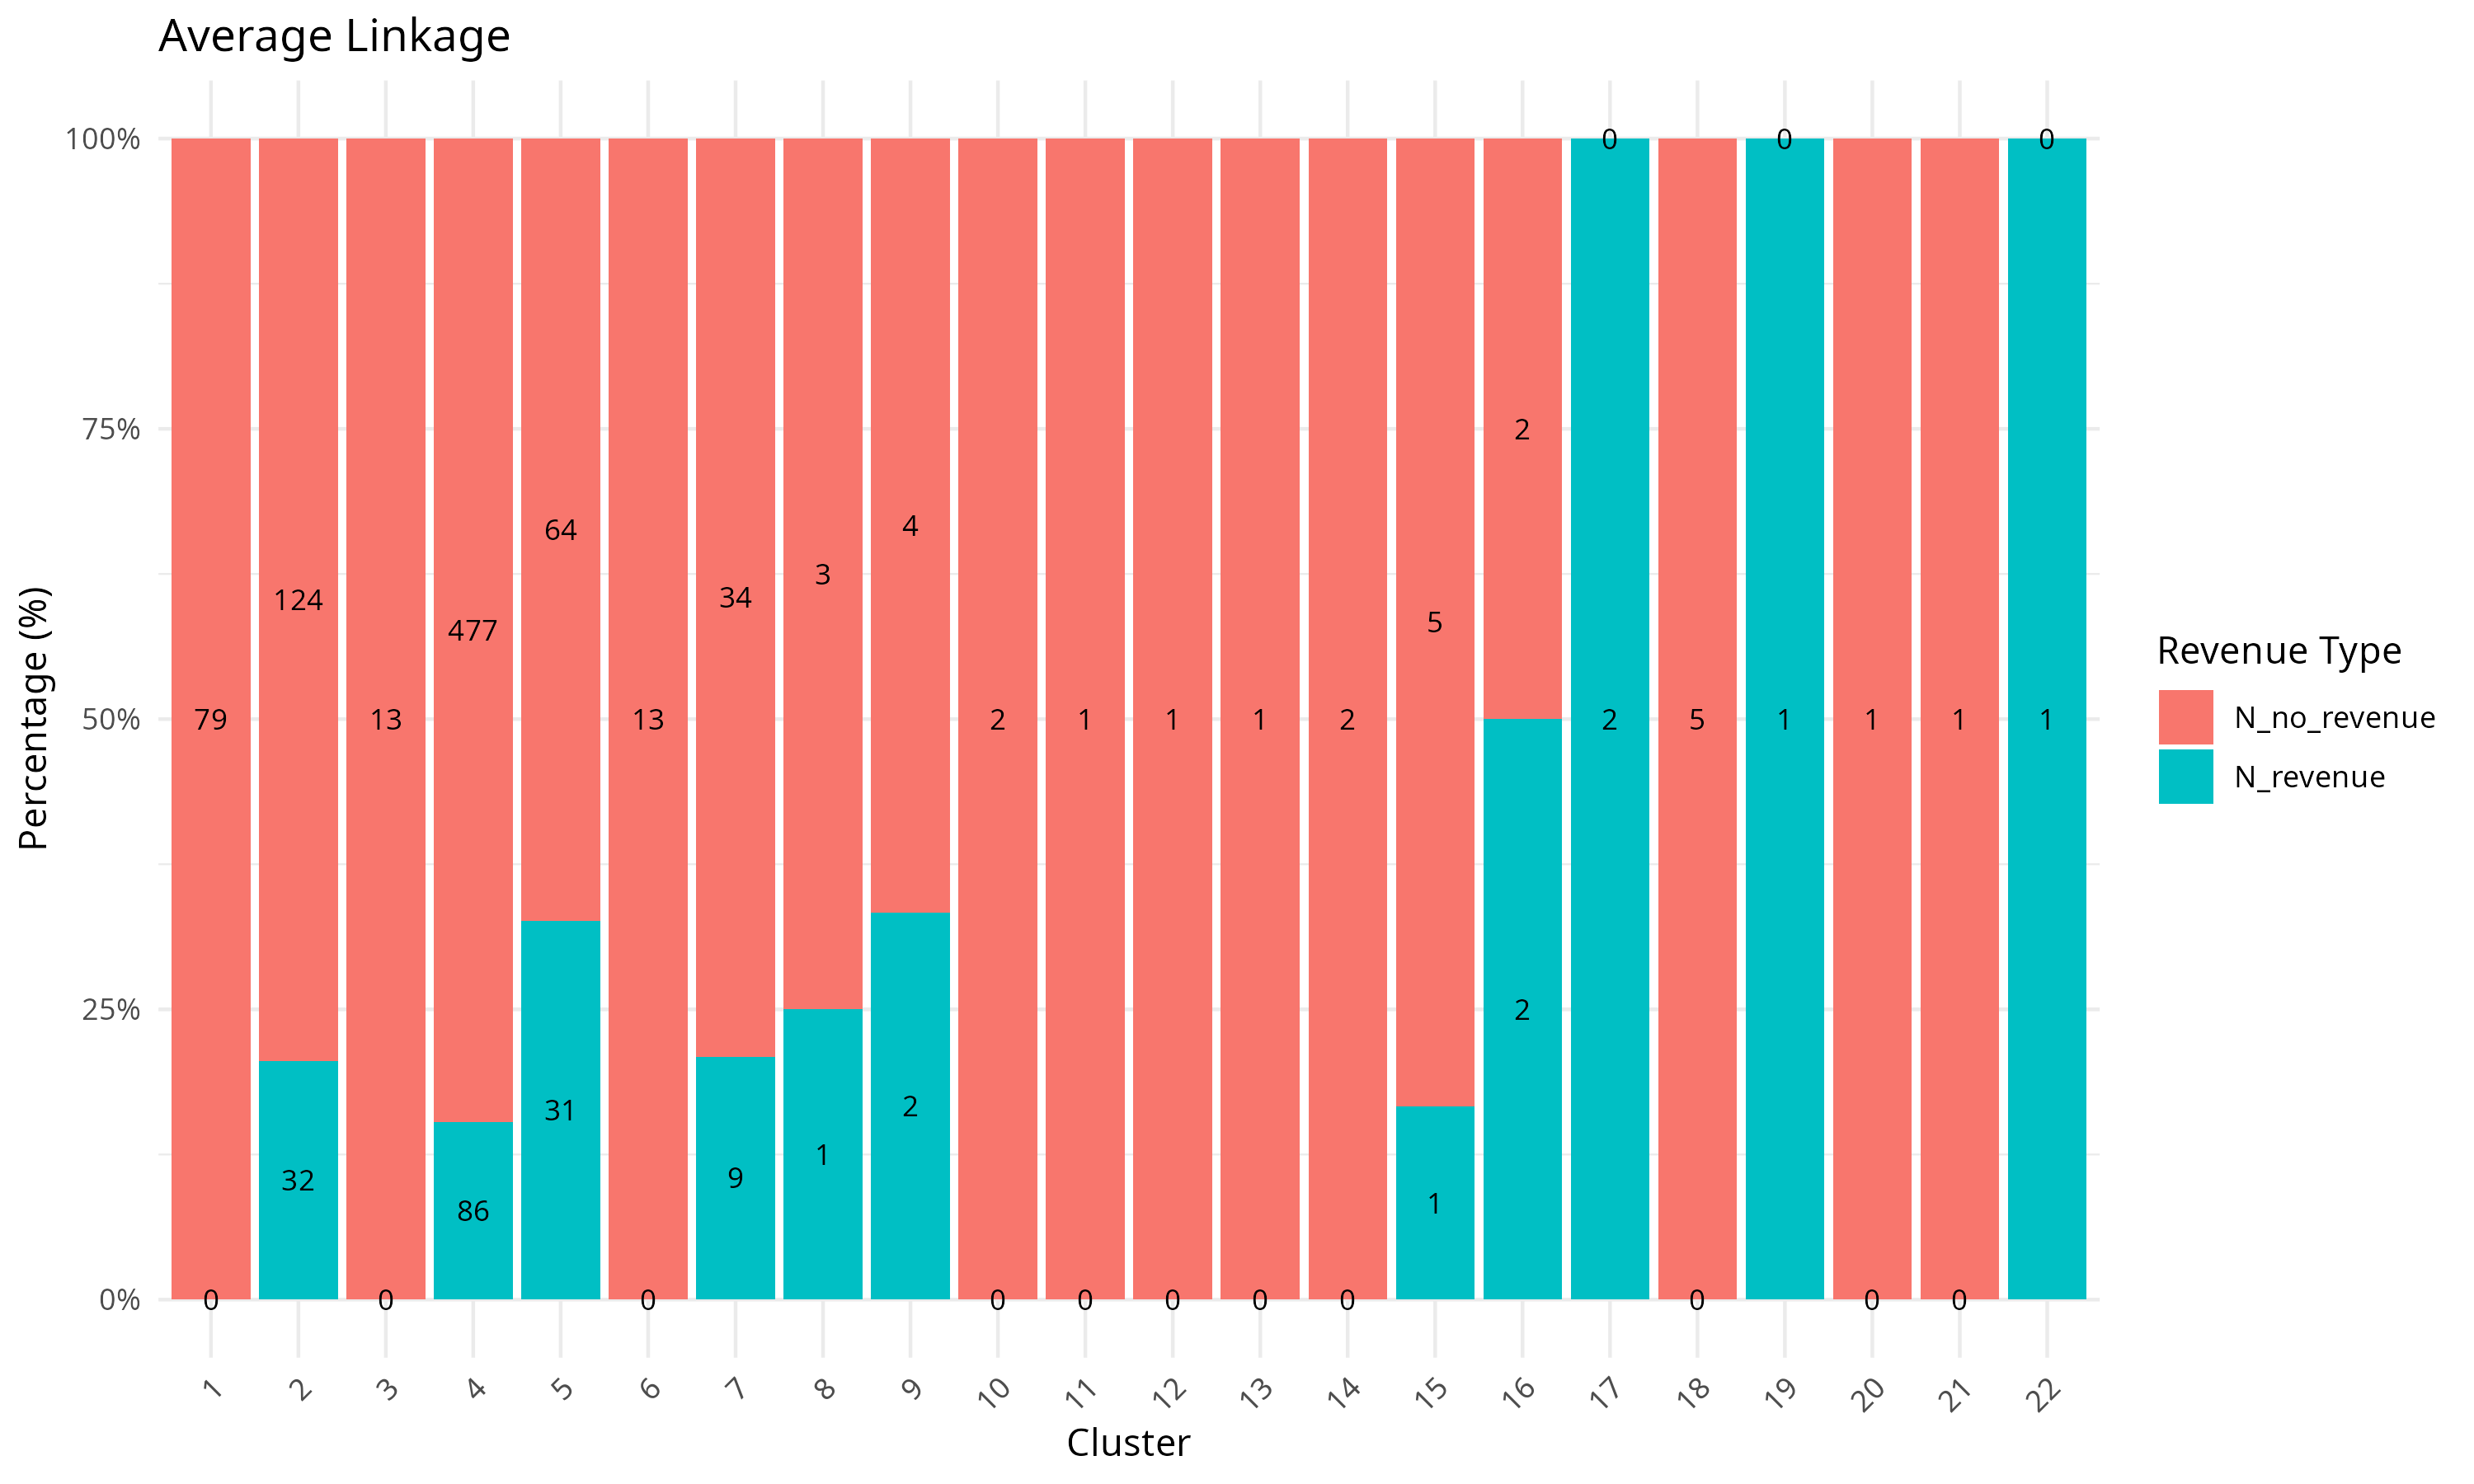 Average Linkage
100%
75%
50%
25%
0%
Percentage (%)
0 0 0
2
64 4
3
124 34 5
477
79 13 13 2 1 1 1 2 2 5 1 1 1 1
2
31 2
1
32 9 1
86
0 0 0 0 0 0 0 0 0 0 0
1 2 3 4 5 6 7 8 9 10 11 12 13 14 15 16 17 18 19 20 21 22
Cluster
Revenue Type
N_no_revenue
N_revenue